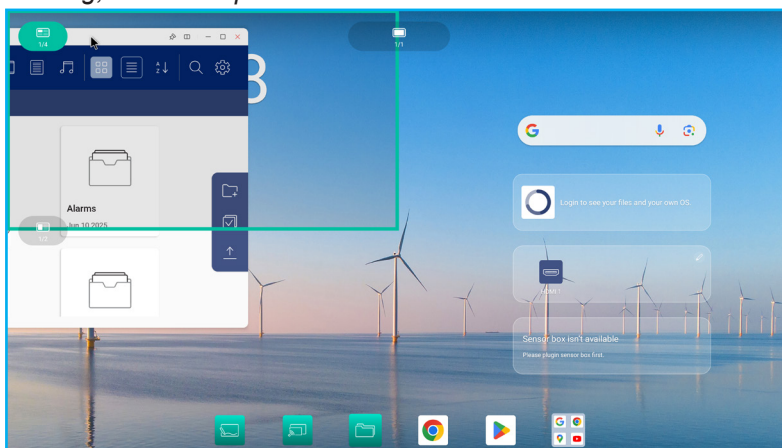 1/4
1/1
3
A
Z
Alarms
Jun 10 2025
1/2
G
Login to see your files and your own OS.
Sensor box isn't available
Please plugin sensor box first.